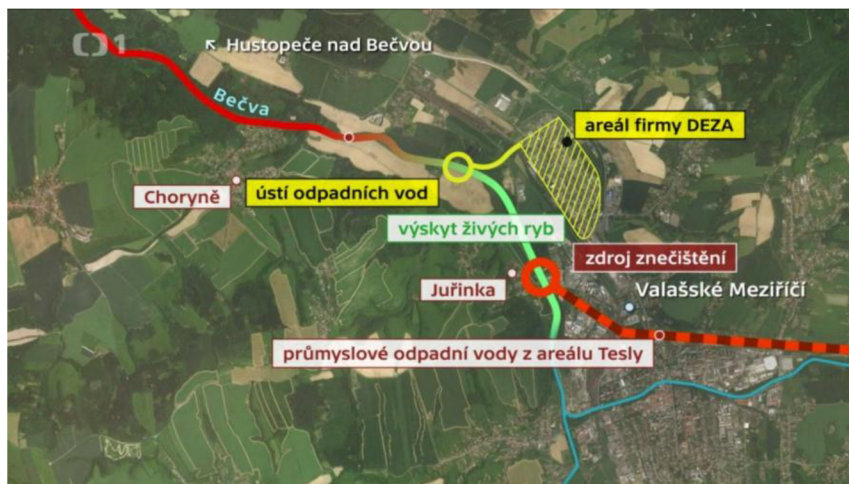 1
Hustopeče nad Bečvou
Bečva
areál firmy DEZA
Choryně
ústí odpadních vod
výskyt živých ryb
zdroj znečištění
Juřinka
Valašské Meziříčí
průmyslové odpadní vody z areálu Tesly